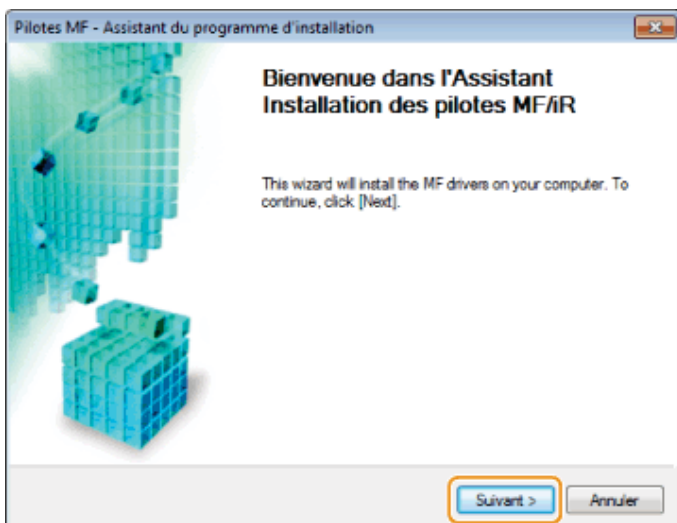 Pilotes MF - Assistant du programme d'installation
Bienvenue dans l'Assistant
Installation des pilotes MF/iR
This wizard will install the MF drivers on your computer. To
continue, click [Next].
Suivant >
Annuler